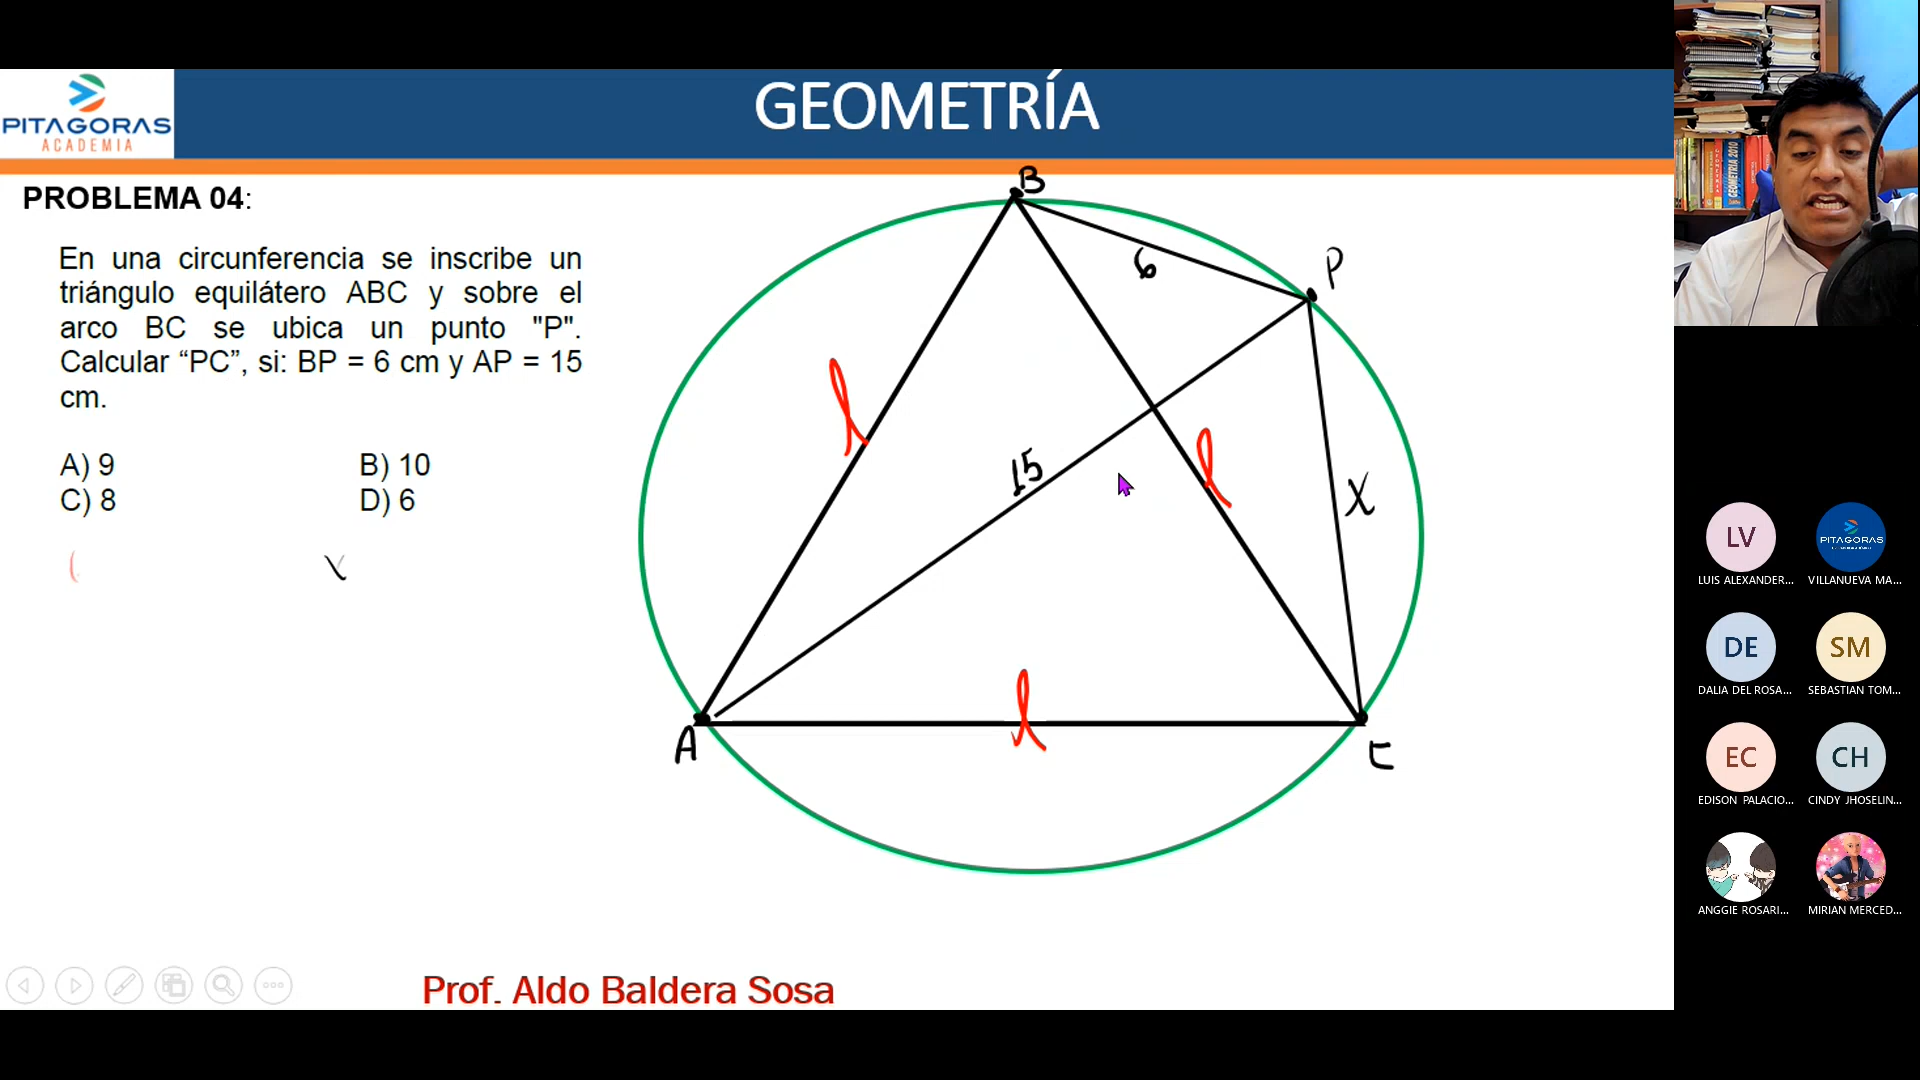 GEOMETRÍA
PITAGORAS
ACADEMIA
PROBLEMA 04:
En una circunferencia se inscribe un
triángulo equilátero ABC y sobre el
arco BC se ubica un punto "P".
Calcular “PC”, si: BP = 6 cm y AP = 15
cm.
A) 9 B) 10
C) 8 D) 6
B
6
P
l
15
l
x
l
A
C
x
Prof. Aldo Baldera Sosa
GEOMETRIA 2010
LV
LUIS ALEXANDER...
PITAGORAS
VILLANUEVA MA...
DE
DALIA DEL ROSA...
SM
SEBASTIAN TOM...
EC
EDISON PALACIO...
CH
CINDY JHOSELIN...
ANGGIE ROSARI...
MIRIAN MERCED...